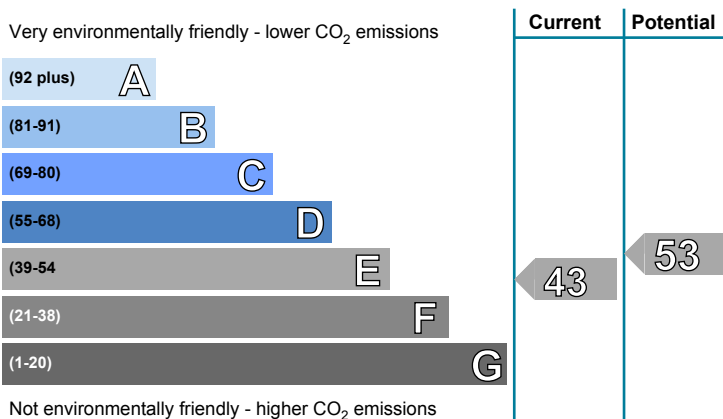 Very environmentally friendly - lower CO2 emissions
Current
Potential
(92 plus) A
(81-91) B
(69-80) C
(55-68) D
(39-54 E
(21-38) F
(1-20) G
43
53
Not environmentally friendly - higher CO2 emissions